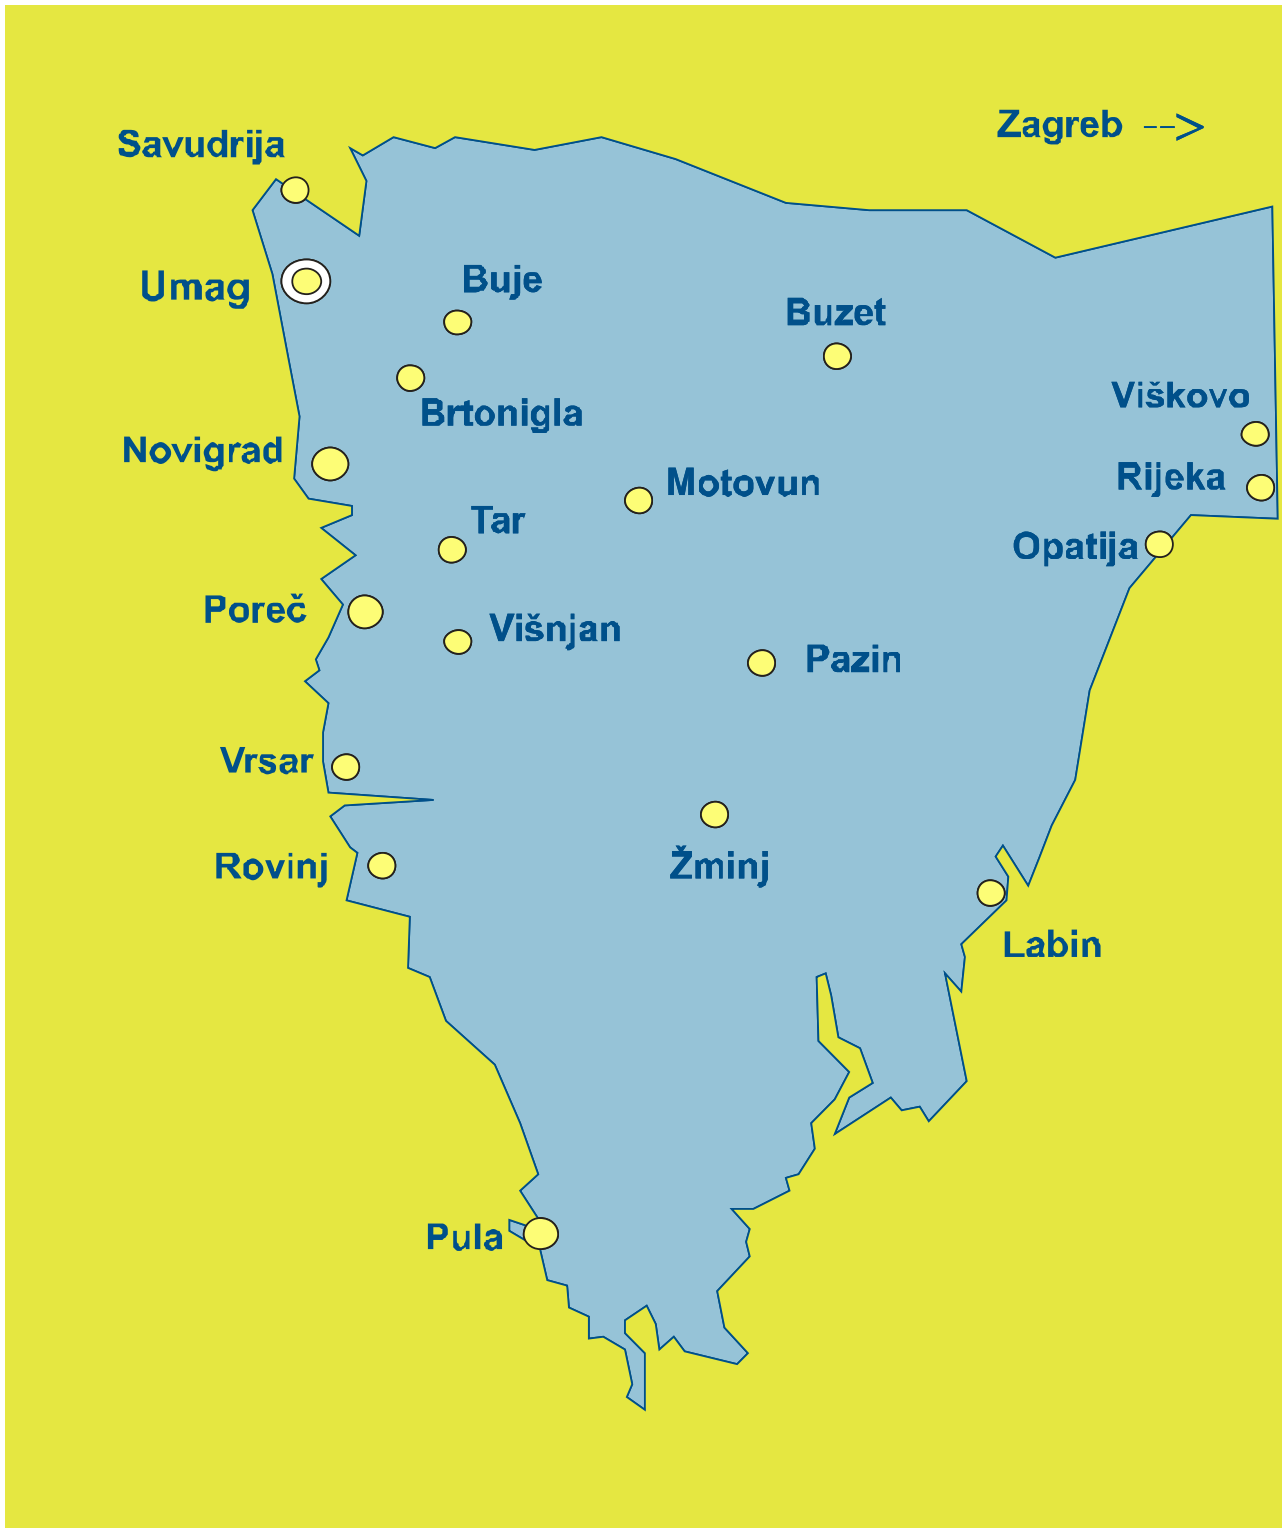 Zagreb -->
Savudrija
Umag
Buje
Buzet
Viškovo
Brtonigla
Novigrad
Rijeka
Motovun
Tar
Opatija
Poreč
Višnjan
Pazin
Vrsar
Rovinj
Žminj
Labin
Pula